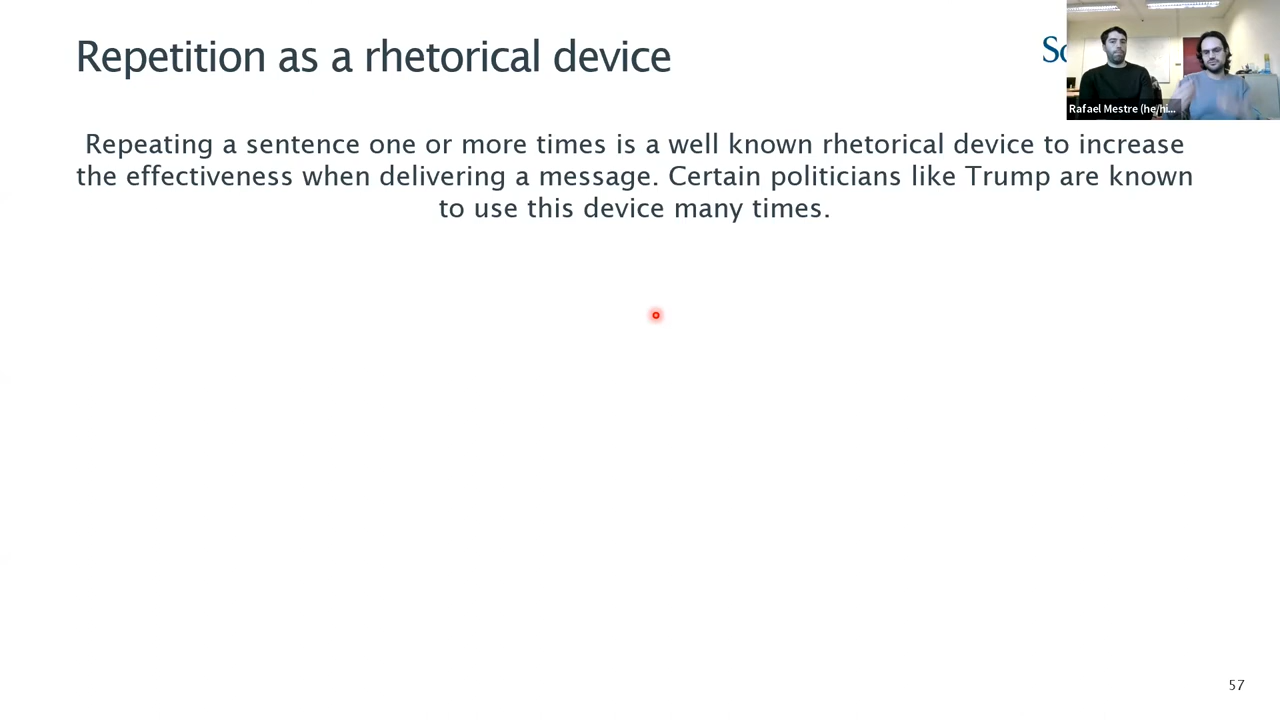 Repetition as a rhetorical device
Rafael Mestre (he/hi...
Repeating a sentence one or more times is a well known rhetorical device to increase
the effectiveness when delivering a message. Certain politicians like Trump are known
to use this device many times.
57